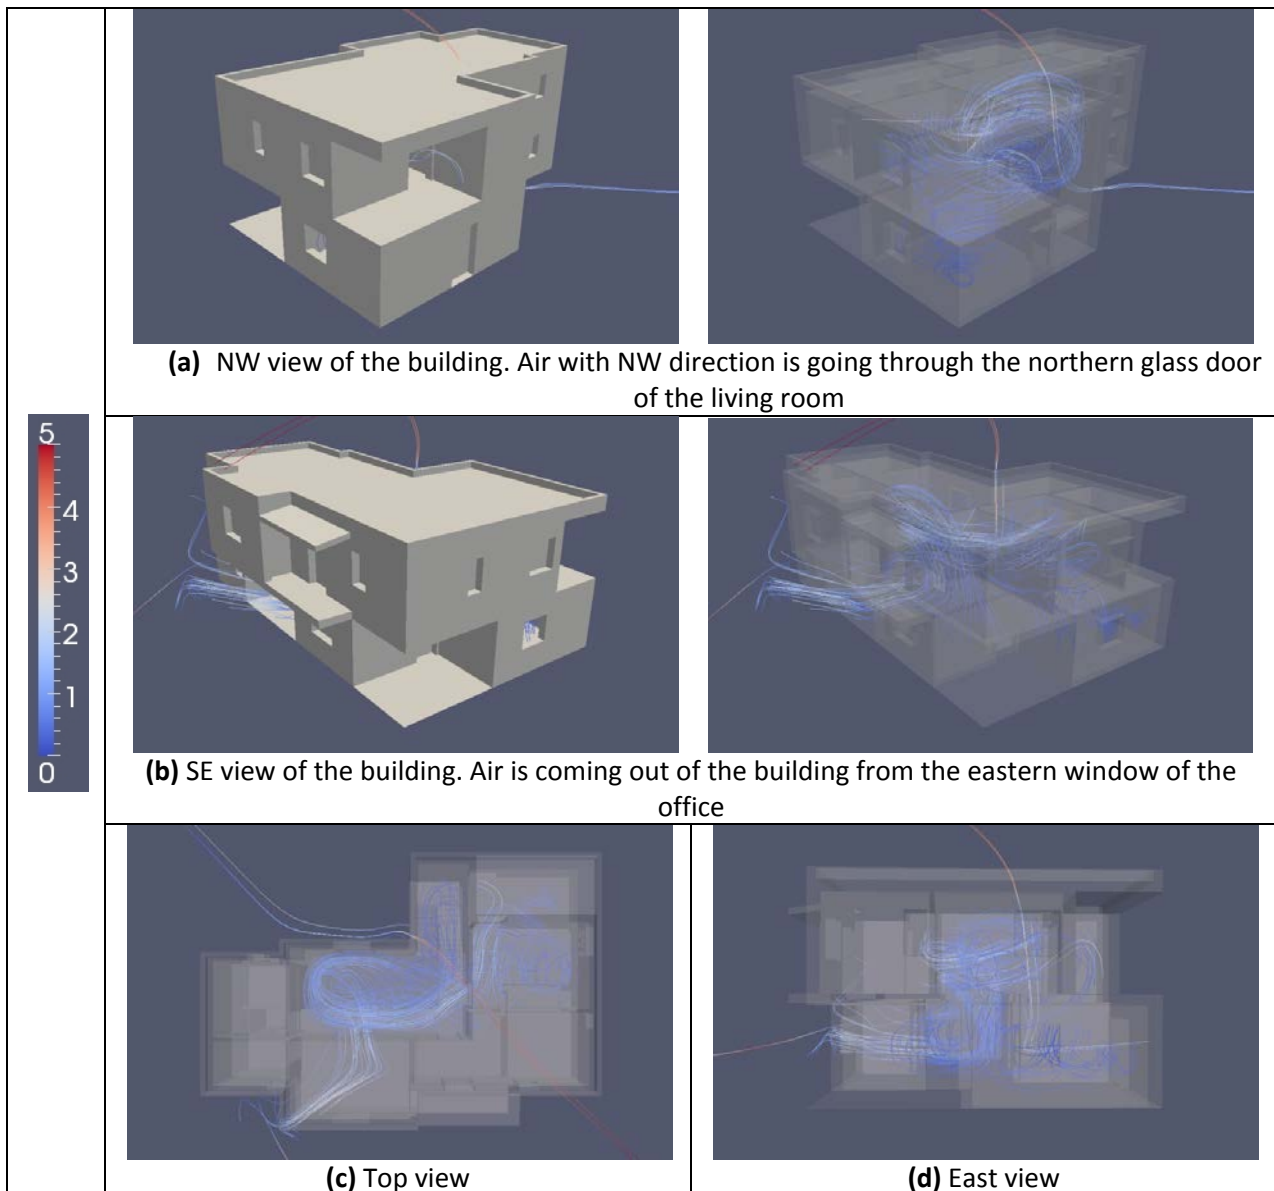 (a) NW view of the building. Air with NW direction is going through the northern glass door
of the living room
5
4
3
2
1
0
(b) SE view of the building. Air is coming out of the building from the eastern window of the
office
(c) Top view
(d) East view